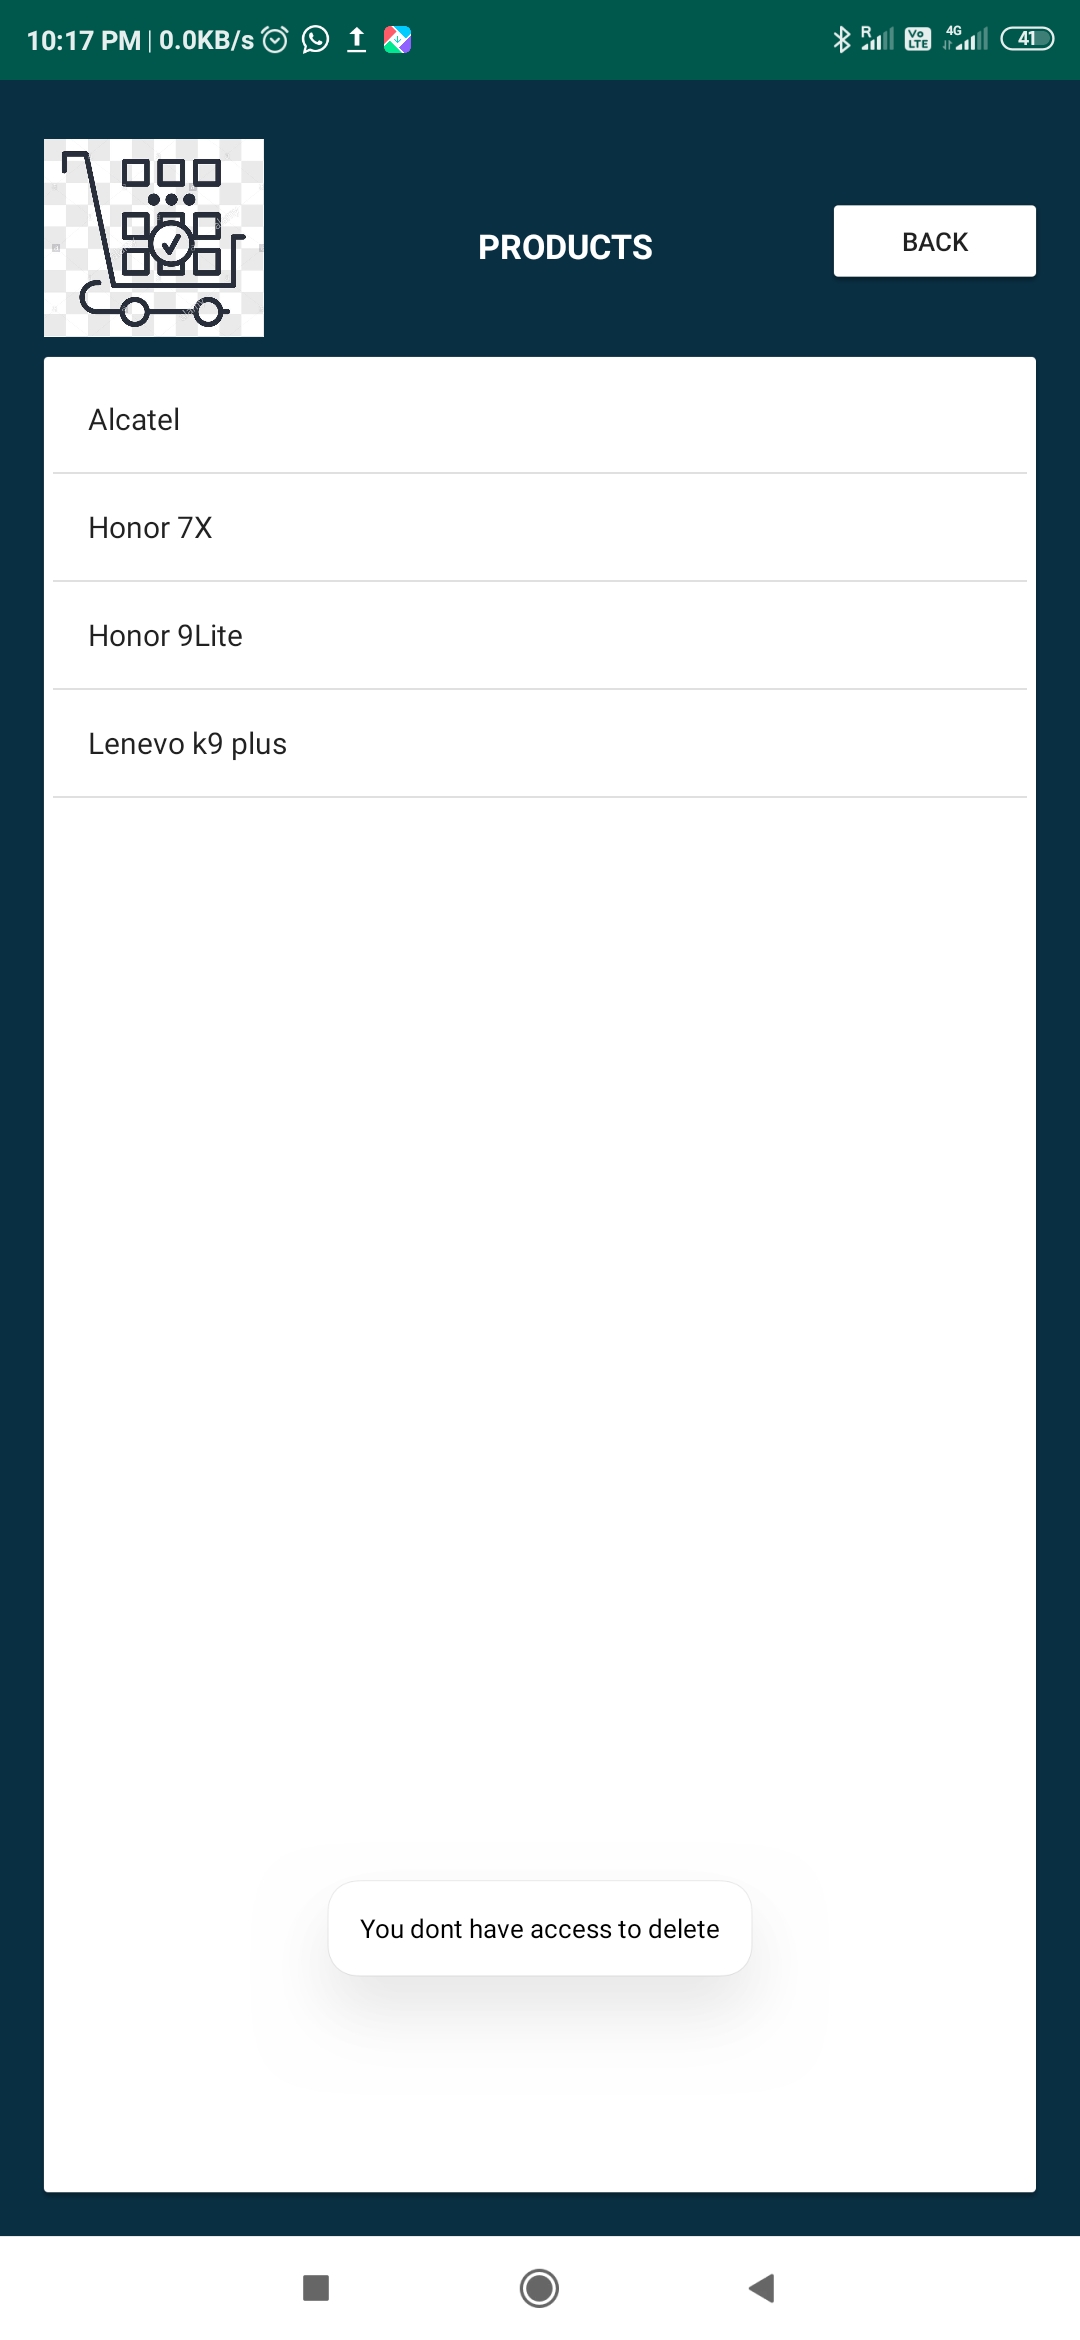 10:17 PM | 0.0KB/s
R Vo LTE 4G 41
PRODUCTS
BACK
Alcatel
Honor 7X
Honor 9Lite
Lenevo k9 plus
You dont have access to delete